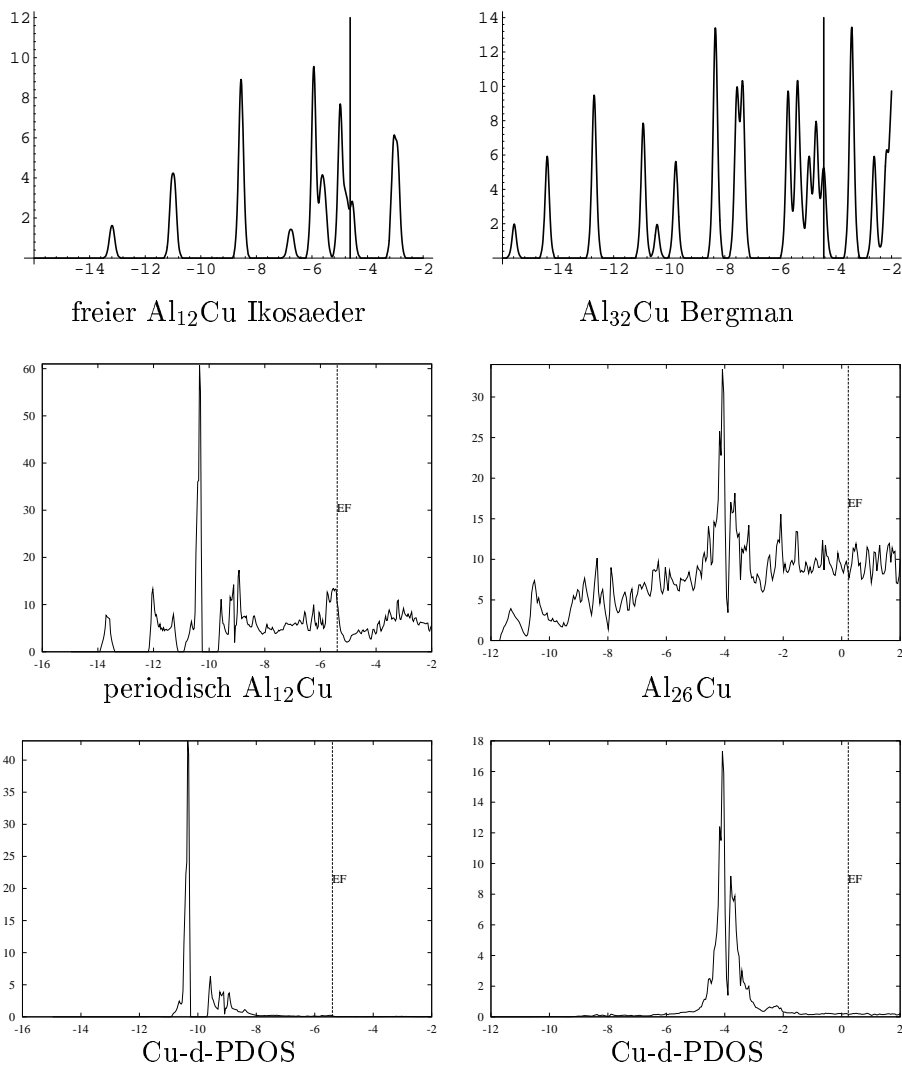 12
10
8
6
4
2
-14 -12 -10 -8 -6 -4 -2
freier Al₁₂Cu Ikosaeder
14
12
10
8
6
4
2
-14 -12 -10 -8 -6 -4 -2
Al₃₂Cu Bergman
60
50
40
30
20
10
0
EF
-16 -14 -12 -10 -8 -6 -4 -2
periodisch Al₁₂Cu
30
25
20
15
10
5
0
EF
-12 -10 -8 -6 -4 -2 0 2
Al₂₆Cu
40
35
30
25
20
15
10
5
0
EF
-16 -14 -12 -10 -8 -6 -4 -2
Cu-d-PDOS
18
16
14
12
10
8
6
4
2
0
EF
-12 -10 -8 -6 -4 -2 0 2
Cu-d-PDOS